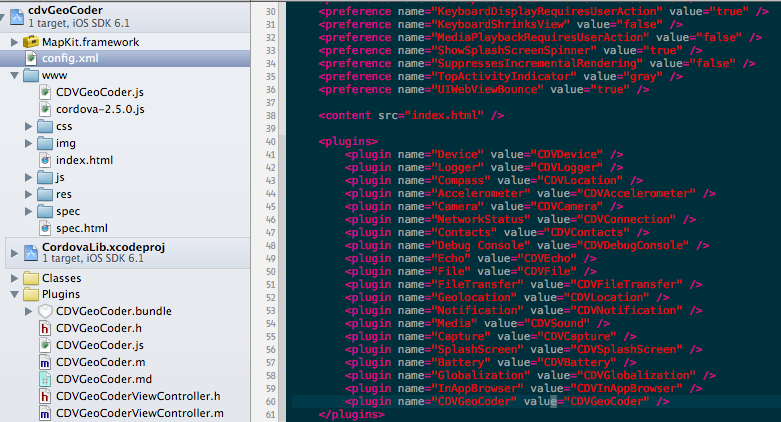 cdvGeoCoder
1 target, iOS SDK 6.1
MapKit.framework
config.xml
www
CDVGeoCoder.js
cordova-2.5.0.js
css
img
index.html
js
res
spec
spec.html
CordovaLib.xcodeproj
1 target, iOS SDK 6.1
Classes
Plugins
CDVGeoCoder.bundle
CDVGeoCoder.h
CDVGeoCoder.js
CDVGeoCoder.m
CDVGeoCoder.md
CDVGeoCoderViewController.h
CDVGeoCoderViewController.m
30 <preference name="KeyboardDisplayRequiresUserAction" value="true" />
31 <preference name="KeyboardShrinksView" value="false" />
32 <preference name="MediaPlaybackRequiresUserAction" value="false" />
33 <preference name="ShowSplashScreenSpinner" value="true" />
34 <preference name="SuppressesIncrementalRendering" value="false" />
35 <preference name="TopActivityIndicator" value="gray" />
36 <preference name="UIWebViewBounce" value="true" />
37
38 <content src="index.html" />
39
40 <plugins>
41 <plugin name="Device" value="CDVDevice" />
42 <plugin name="Logger" value="CDVLogger" />
43 <plugin name="Compass" value="CDVLocation" />
44 <plugin name="Accelerometer" value="CDVAccelerometer" />
45 <plugin name="Camera" value="CDVCamera" />
46 <plugin name="NetworkStatus" value="CDVConnection" />
47 <plugin name="Contacts" value="CDVContacts" />
48 <plugin name="Debug Console" value="CDVDebugConsole" />
49 <plugin name="Echo" value="CDVEcho" />
50 <plugin name="File" value="CDVFile" />
51 <plugin name="FileTransfer" value="CDVFileTransfer" />
52 <plugin name="Geolocation" value="CDVLocation" />
53 <plugin name="Notification" value="CDVNotification" />
54 <plugin name="Media" value="CDVSound" />
55 <plugin name="Capture" value="CDVCapture" />
56 <plugin name="SplashScreen" value="CDVSplashScreen" />
57 <plugin name="Battery" value="CDVBattery" />
58 <plugin name="Globalization" value="CDVGlobalization" />
59 <plugin name="InAppBrowser" value="CDVInAppBrowser" />
60 <plugin name="CDVGeoCoder" value="CDVGeoCoder" />
61 </plugins>